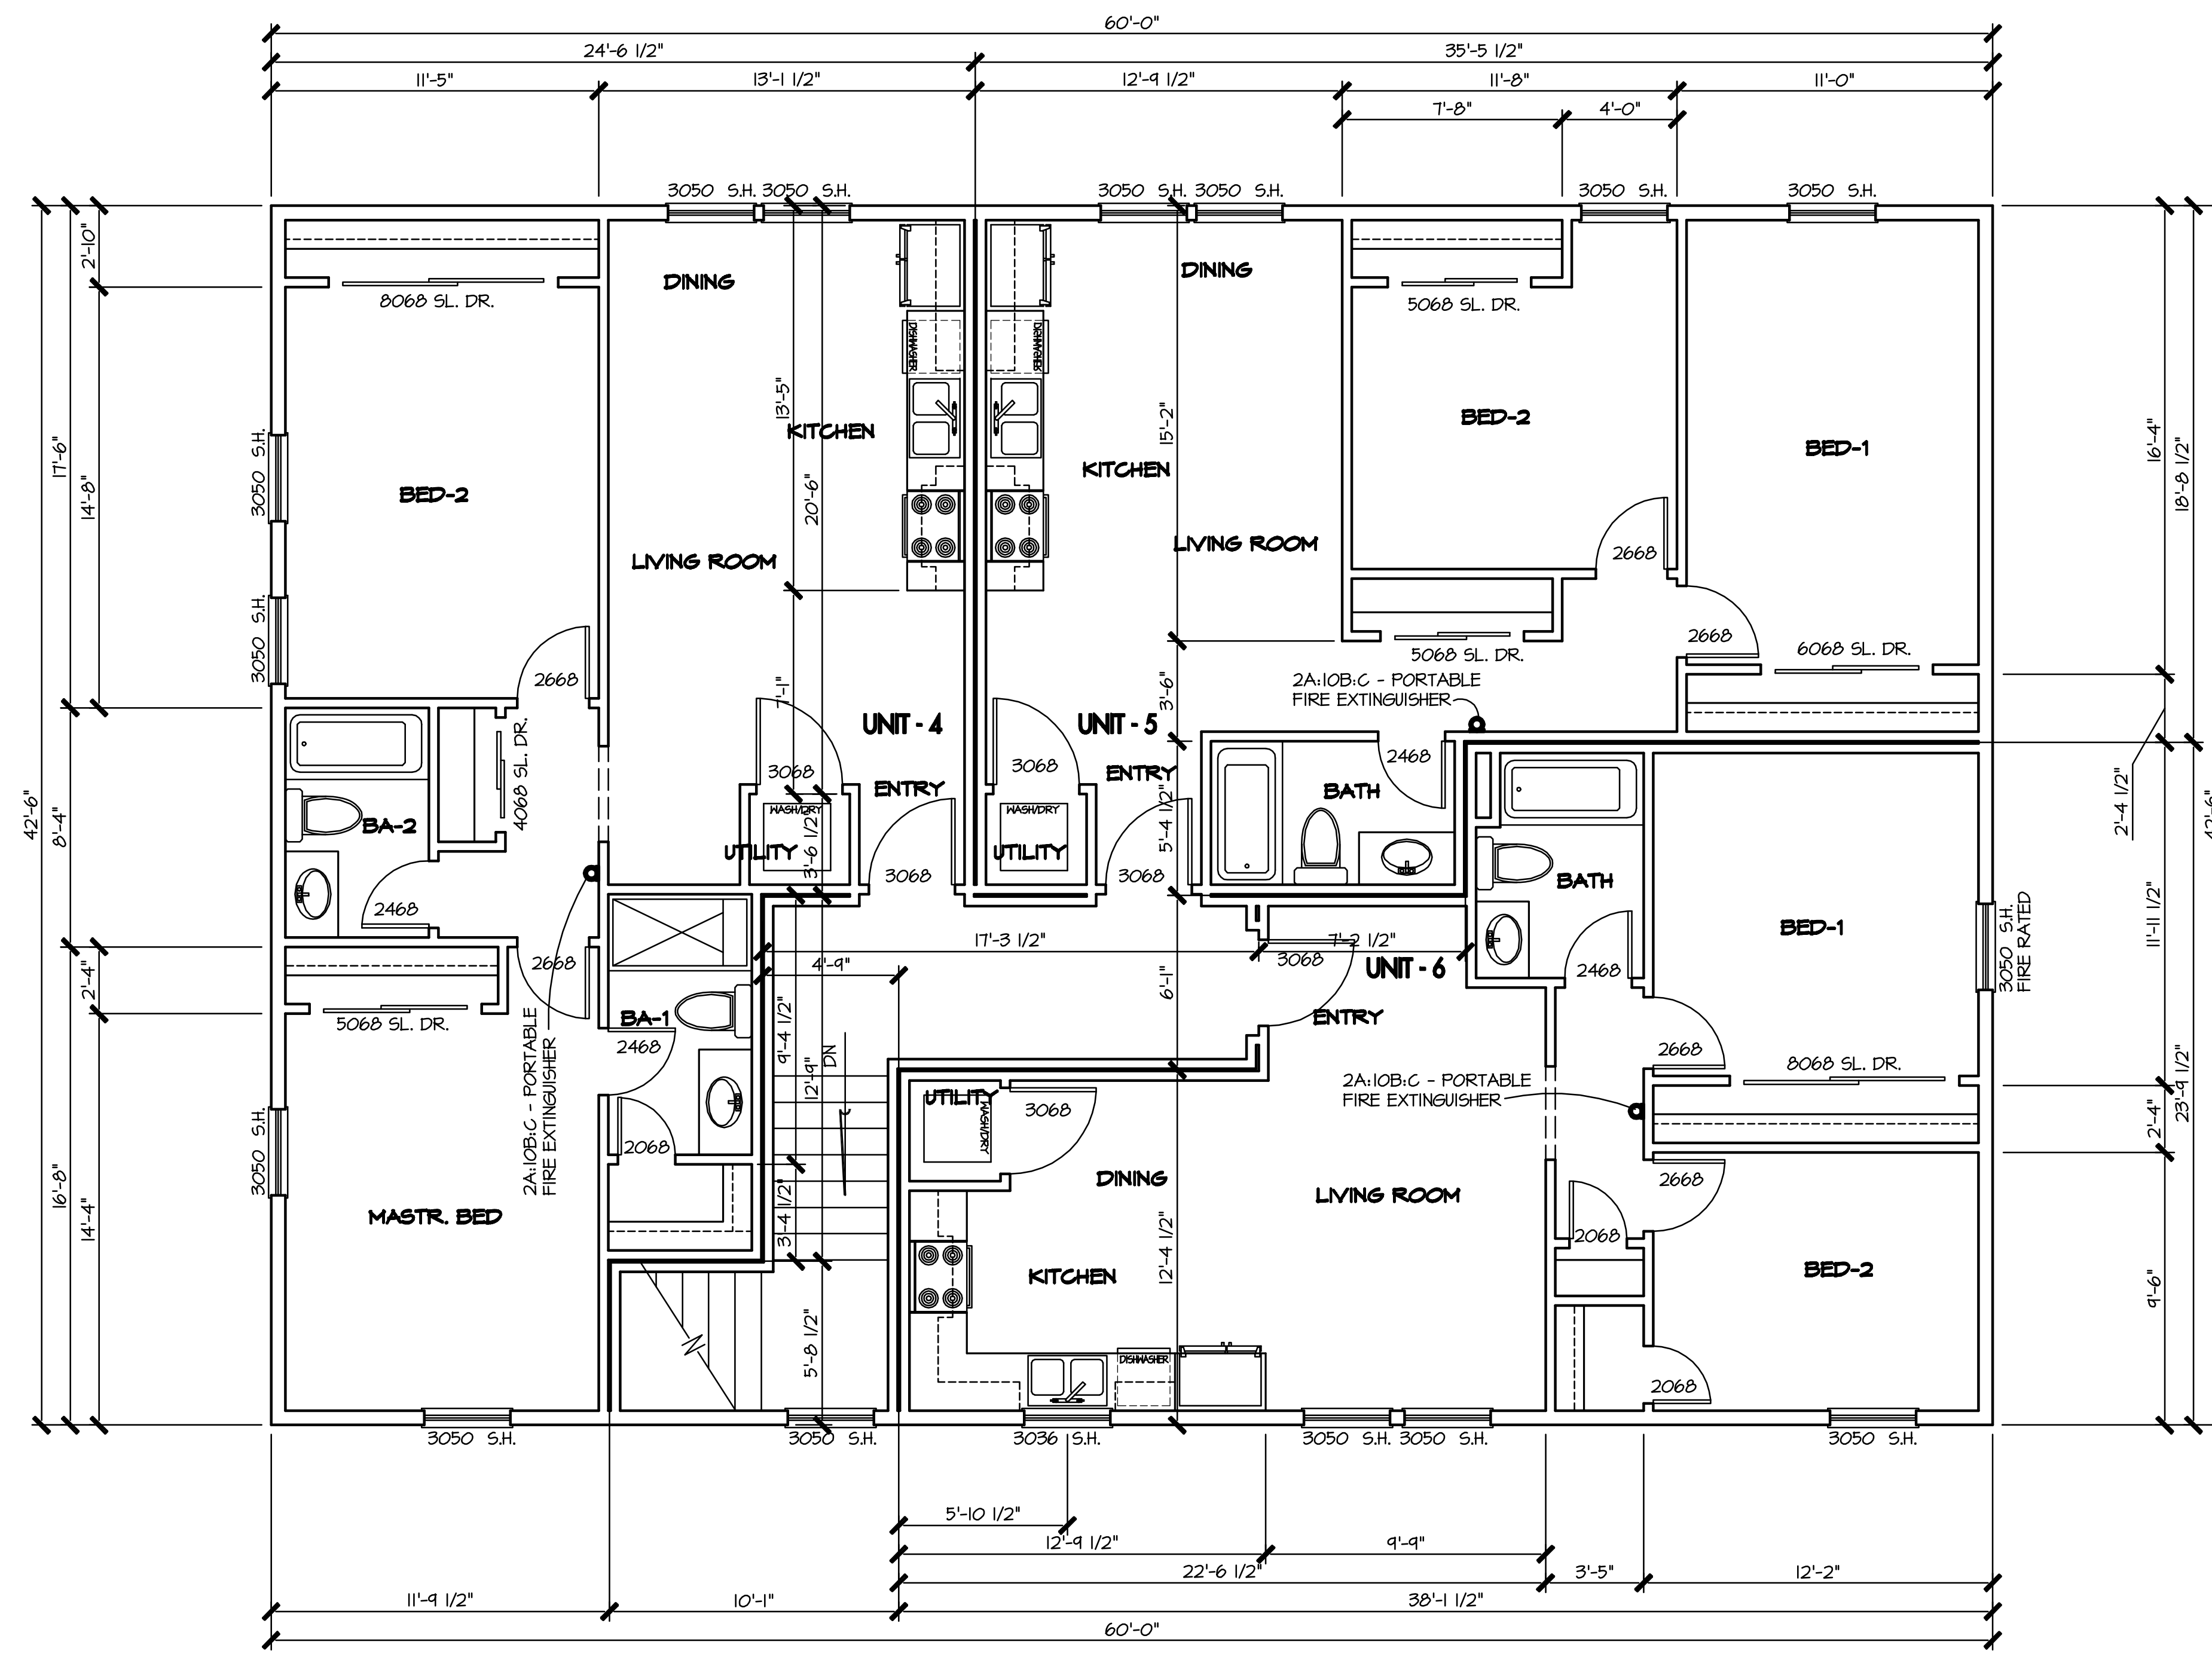 60'-0"
24'-6 1/2"
35'-5 1/2"
11'-5"
13'-1 1/2"
12'-9 1/2"
11'-8"
11'-0"
7'-8"
4'-0"
3050 S.H.
3050 S.H.
3050 S.H.
3050 S.H.
3050 S.H.
3050 S.H.
2'-10"
DINING
DINING
8068 SL. DR.
5068 SL. DR.
DISHWASHER
DISHWASHER
13'-5"
KITCHEN
15'-2"
BED-2
BED-1
16'-4"
18'-8 1/2"
17'-6"
14'-8"
3050 S.H.
BED-2
20'-6"
KITCHEN
LIVING ROOM
LIVING ROOM
2668
3050 S.H.
2668
2668
5068 SL. DR.
6068 SL. DR.
7'-1"
3'-6"
2A:10B:C - PORTABLE
FIRE EXTINGUISHER
UNIT - 4
UNIT - 5
4068 SL. DR.
3068
3068
ENTRY
ENTRY
2468
BATH
42'-6"
8'-4"
BA-2
WASH/DRY
WASH/DRY
UTILITY
UTILITY
3'-6 1/2"
5'-4 1/2"
3068
3068
2'-4 1/2"
42'-6"
2468
BATH
BED-1
11'-11 1/2"
3050 S.H.
FIRE RATED
17'-3 1/2"
7'-2 1/2"
2668
4'-9"
3068
UNIT - 6
2468
2'-4"
6'-1"
5068 SL. DR.
BA-1
2468
ENTRY
9'-4 1/2"
12'-9"
DN
2668
8068 SL. DR.
2A:10B:C - PORTABLE
FIRE EXTINGUISHER
2A:10B:C - PORTABLE
FIRE EXTINGUISHER
UTILITY
WASH/DRY
3068
2'-4"
23'-9 1/2"
3050 S.H.
2068
16'-8"
14'-4"
MASTR. BED
3'-4 1/2"
DINING
LIVING ROOM
2668
2068
12'-4 1/2"
KITCHEN
BED-2
9'-6"
5'-8 1/2"
DISHWASHER
2068
3050 S.H.
3050 S.H.
3036 S.H.
3050 S.H.
3050 S.H.
3050 S.H.
5'-10 1/2"
12'-9 1/2"
9'-9"
22'-6 1/2"
3'-5"
12'-2"
11'-9 1/2"
10'-1"
38'-1 1/2"
60'-0"